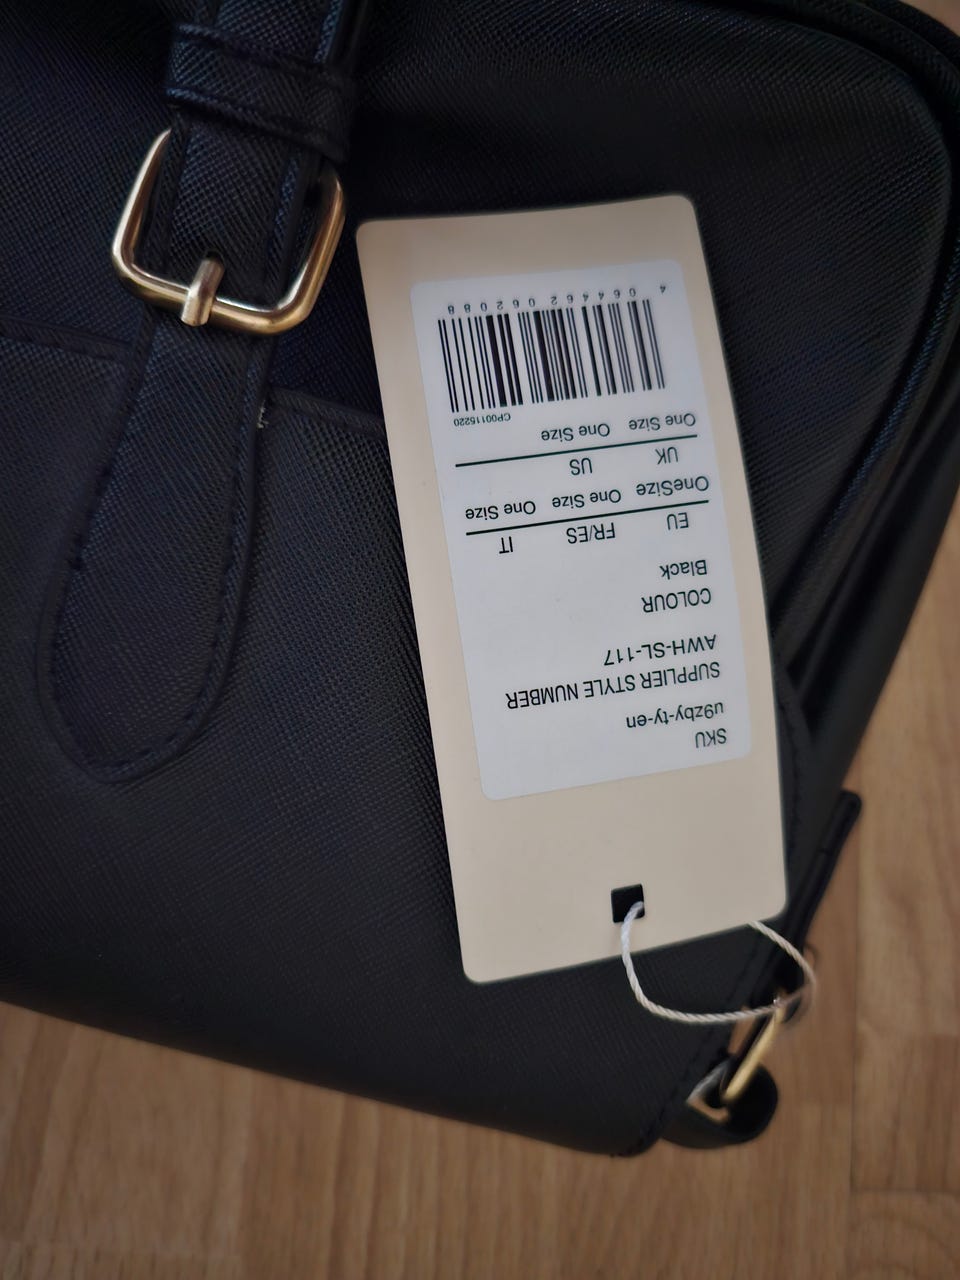 SKU
u9zby-ty-en
SUPPLIER STYLE NUMBER
AWH-SL-117
COLOUR
Black
EU FR/ES IT
OneSize One Size One Size
UK US
One Size One Size
CP00115220
4 064462 062088